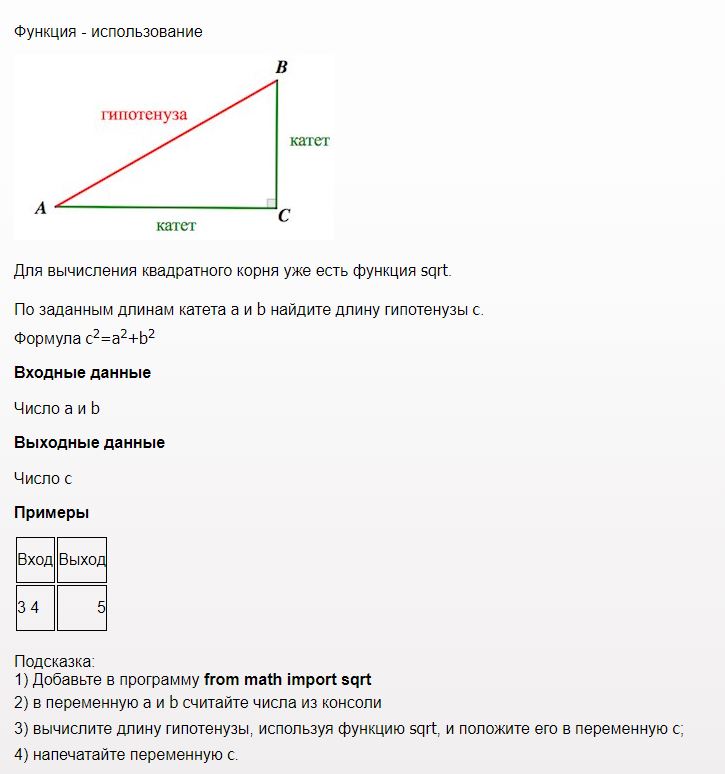 Функция - использование
B
гипотенуза
катет
A
C
катет
Для вычисления квадратного корня уже есть функция sqrt.
По заданным длинам катета a и b найдите длину гипотенузы c.
Формула c²=a²+b²
Входные данные
Число a и b
Выходные данные
Число c
Примеры
Вход Выход
3 4 5
Подсказка:
1) Добавьте в программу from math import sqrt
2) в переменную a и b считайте числа из консоли
3) вычислите длину гипотенузы, используя функцию sqrt, и положите его в переменную c;
4) напечатайте переменную c.